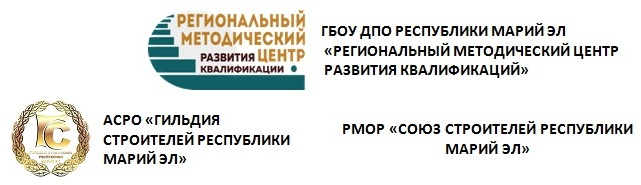 РЕГИОНАЛЬНЫЙ
МЕТОДИЧЕСКИЙ
РАЗВИТИЯ ЦЕНТР
КВАЛИФИКАЦИИ
ГБОУ ДПО РЕСПУБЛИКИ МАРИЙ ЭЛ
«РЕГИОНАЛЬНЫЙ МЕТОДИЧЕСКИЙ ЦЕНТР
РАЗВИТИЯ КВАЛИФИКАЦИЙ»
ГС
АСРО «ГИЛЬДИЯ
СТРОИТЕЛЕЙ РЕСПУБЛИКИ
МАРИЙ ЭЛ»
РМОР «СОЮЗ СТРОИТЕЛЕЙ РЕСПУБЛИКИ
МАРИЙ ЭЛ»